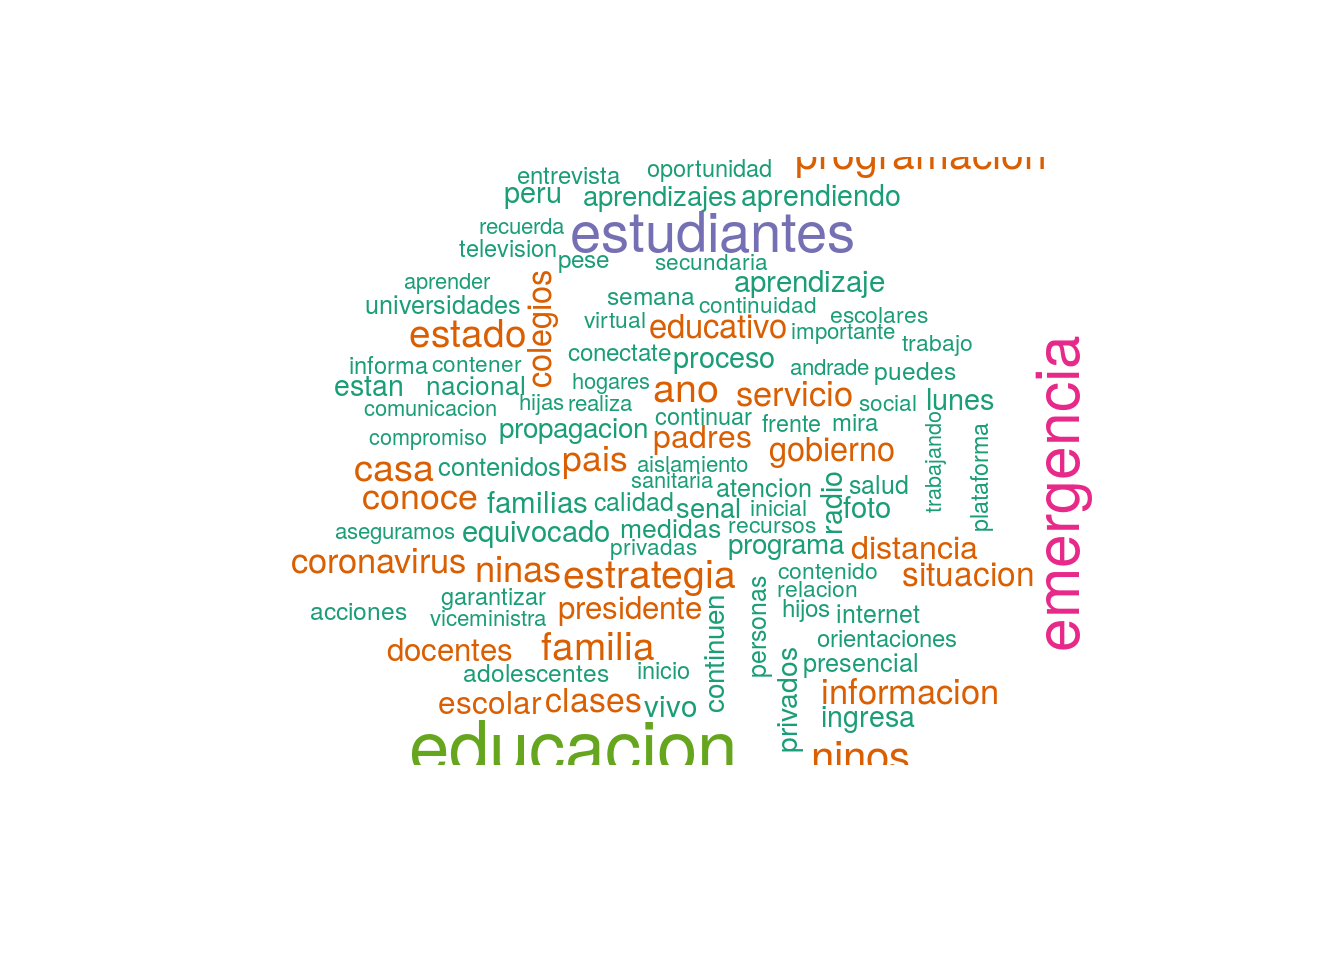 programacion
oportunidad
entrevista
peru
aprendizajes
aprendiendo
recuerda
estudiantes
television
pese
secundaria
aprender
aprendizaje
universidades
colegios
semana
continuidad
escolares
estado
virtual
educativo
importante
trabajo
informa
contener
conectate
proceso
andrade
puedes
estan
nacional
hogares
ano
servicio
social
lunes
comunicacion
hijas
realiza
continuar
frente
mira
trabajando
compromiso
propagacion
padres
gobierno
plataforma
emergencia
casa
contenidos
pais
aislamiento
sanitaria
atencion
radio
salud
conoce
familias
calidad
senal
inicial
foto
aseguramos
equivocado
medidas
recursos
privadas
programa
distancia
coronavirus
ninas
estrategia
contenido
situacion
relacion
garantizar
acciones
viceministra
presidente
continuen
personas
hijos
internet
docentes
familia
orientaciones
adolescentes
inicio
privados
presencial
escolar
clases
vivo
informacion
ingresa
educacion
ninos